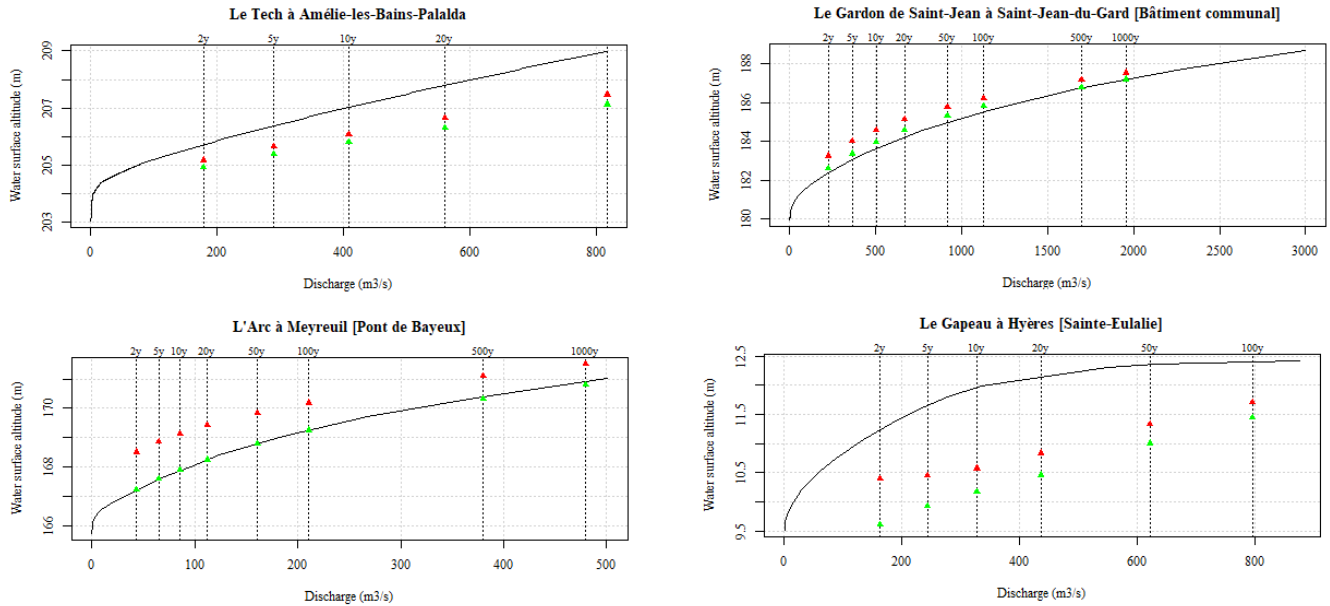 Le Tech à Amélie-les-Bains-Palalda
2y 5y 10y 20y
Water surface altitude (m)
203 205 207 209
0 200 400 600 800
Discharge (m3/s)
Le Gardon de Saint-Jean à Saint-Jean-du-Gard [Bâtiment communal]
2y 5y 10y 20y 50y 100y 500y 1000y
Water surface altitude (m)
180 182 184 186 188
0 500 1000 1500 2000 2500 3000
Discharge (m3/s)
L'Arc à Meyreuil [Pont de Bayeux]
2y 5y 10y 20y 50y 100y 500y 1000y
Water surface altitude (m)
166 168 170
0 100 200 300 400 500
Discharge (m3/s)
Le Gapeau à Hyères [Sainte-Eulalie]
2y 5y 10y 20y 50y 100y
Water surface altitude (m)
9.5 10.5 11.5 12.5
0 200 400 600 800
Discharge (m3/s)